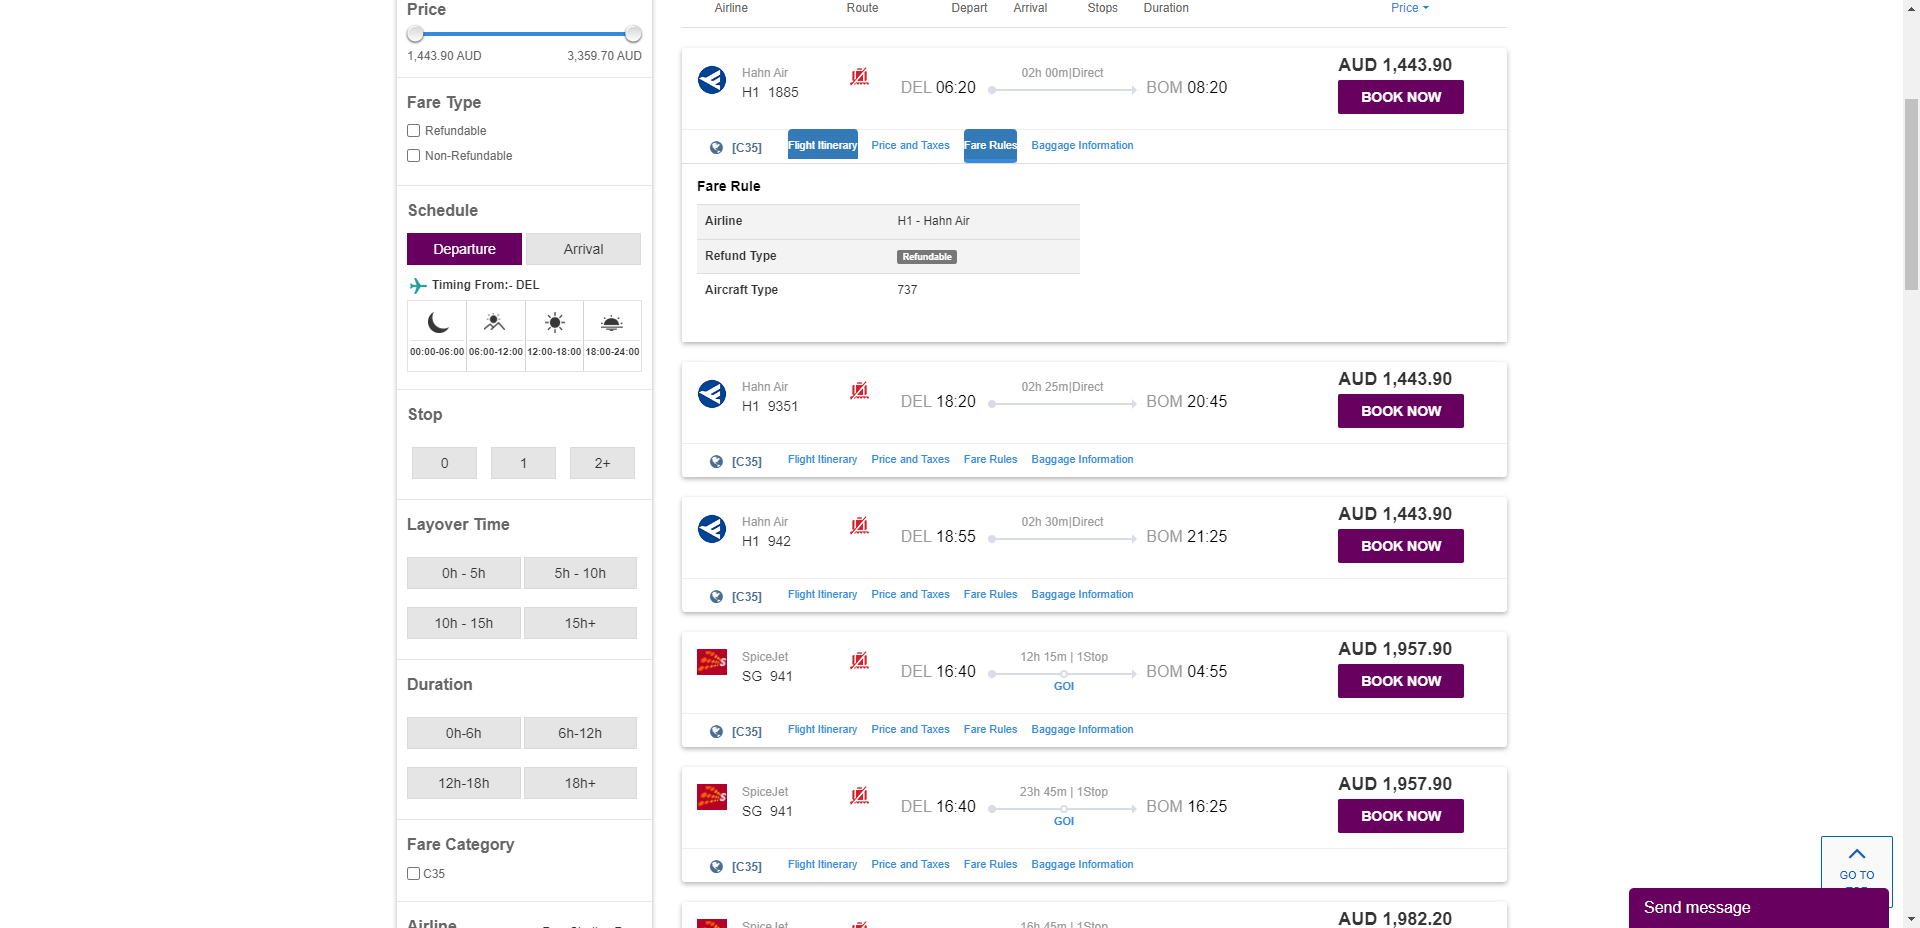 Price
1,443.90 AUD 3,359.70 AUD
Fare Type
Refundable
Non-Refundable
Schedule
Departure Arrival
Timing From:- DEL
00:00-06:00 06:00-12:00 12:00-18:00 18:00-24:00
Stop
0 1 2+
Layover Time
0h - 5h 5h - 10h
10h - 15h 15h+
Duration
0h-6h 6h-12h
12h-18h 18h+
Fare Category
C35
Airline
Airline Route Depart Arrival Stops Duration Price
Hahn Air
H1 1885
DEL 06:20
02h 00m|Direct
BOM 08:20
AUD 1,443.90
BOOK NOW
[C35] Flight Itinerary Price and Taxes Fare Rules Baggage Information
Fare Rule
Airline H1 - Hahn Air
Refund Type Refundable
Aircraft Type 737
Hahn Air
H1 9351
DEL 18:20
02h 25m|Direct
BOM 20:45
AUD 1,443.90
BOOK NOW
[C35] Flight Itinerary Price and Taxes Fare Rules Baggage Information
Hahn Air
H1 942
DEL 18:55
02h 30m|Direct
BOM 21:25
AUD 1,443.90
BOOK NOW
[C35] Flight Itinerary Price and Taxes Fare Rules Baggage Information
SpiceJet
SG 941
DEL 16:40
12h 15m | 1Stop
GOI
BOM 04:55
AUD 1,957.90
BOOK NOW
[C35] Flight Itinerary Price and Taxes Fare Rules Baggage Information
SpiceJet
SG 941
DEL 16:40
23h 45m | 1Stop
GOI
BOM 16:25
AUD 1,957.90
BOOK NOW
[C35] Flight Itinerary Price and Taxes Fare Rules Baggage Information
SpiceJet
16h 45m | 1Stop
AUD 1,982.20
GO TO
Send message